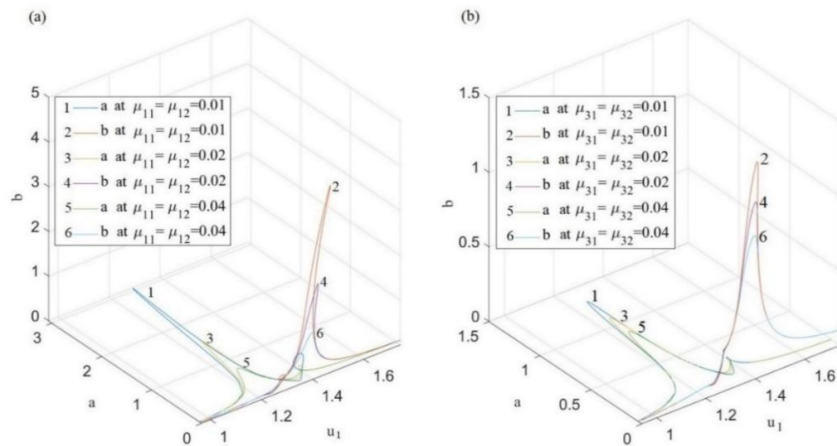 (a)
5
4
3
2
1
0
b
1 a at μ11= μ12=0.01
2 b at μ11= μ12=0.01
3 a at μ11= μ12=0.02
4 b at μ11= μ12=0.02
5 a at μ11= μ12=0.04
6 b at μ11= μ12=0.04
1
2
3
4
5
6
3
2
1
0
a
1
1.2
1.4
1.6
u1
(b)
1.5
1
0.5
0
b
1 a at μ31= μ32=0.01
2 b at μ31= μ32=0.01
3 a at μ31= μ32=0.02
4 b at μ31= μ32=0.02
5 a at μ31= μ32=0.04
6 b at μ31= μ32=0.04
2
4
6
1
3
5
1.5
1
0.5
0
a
1
1.2
1.4
1.6
u1